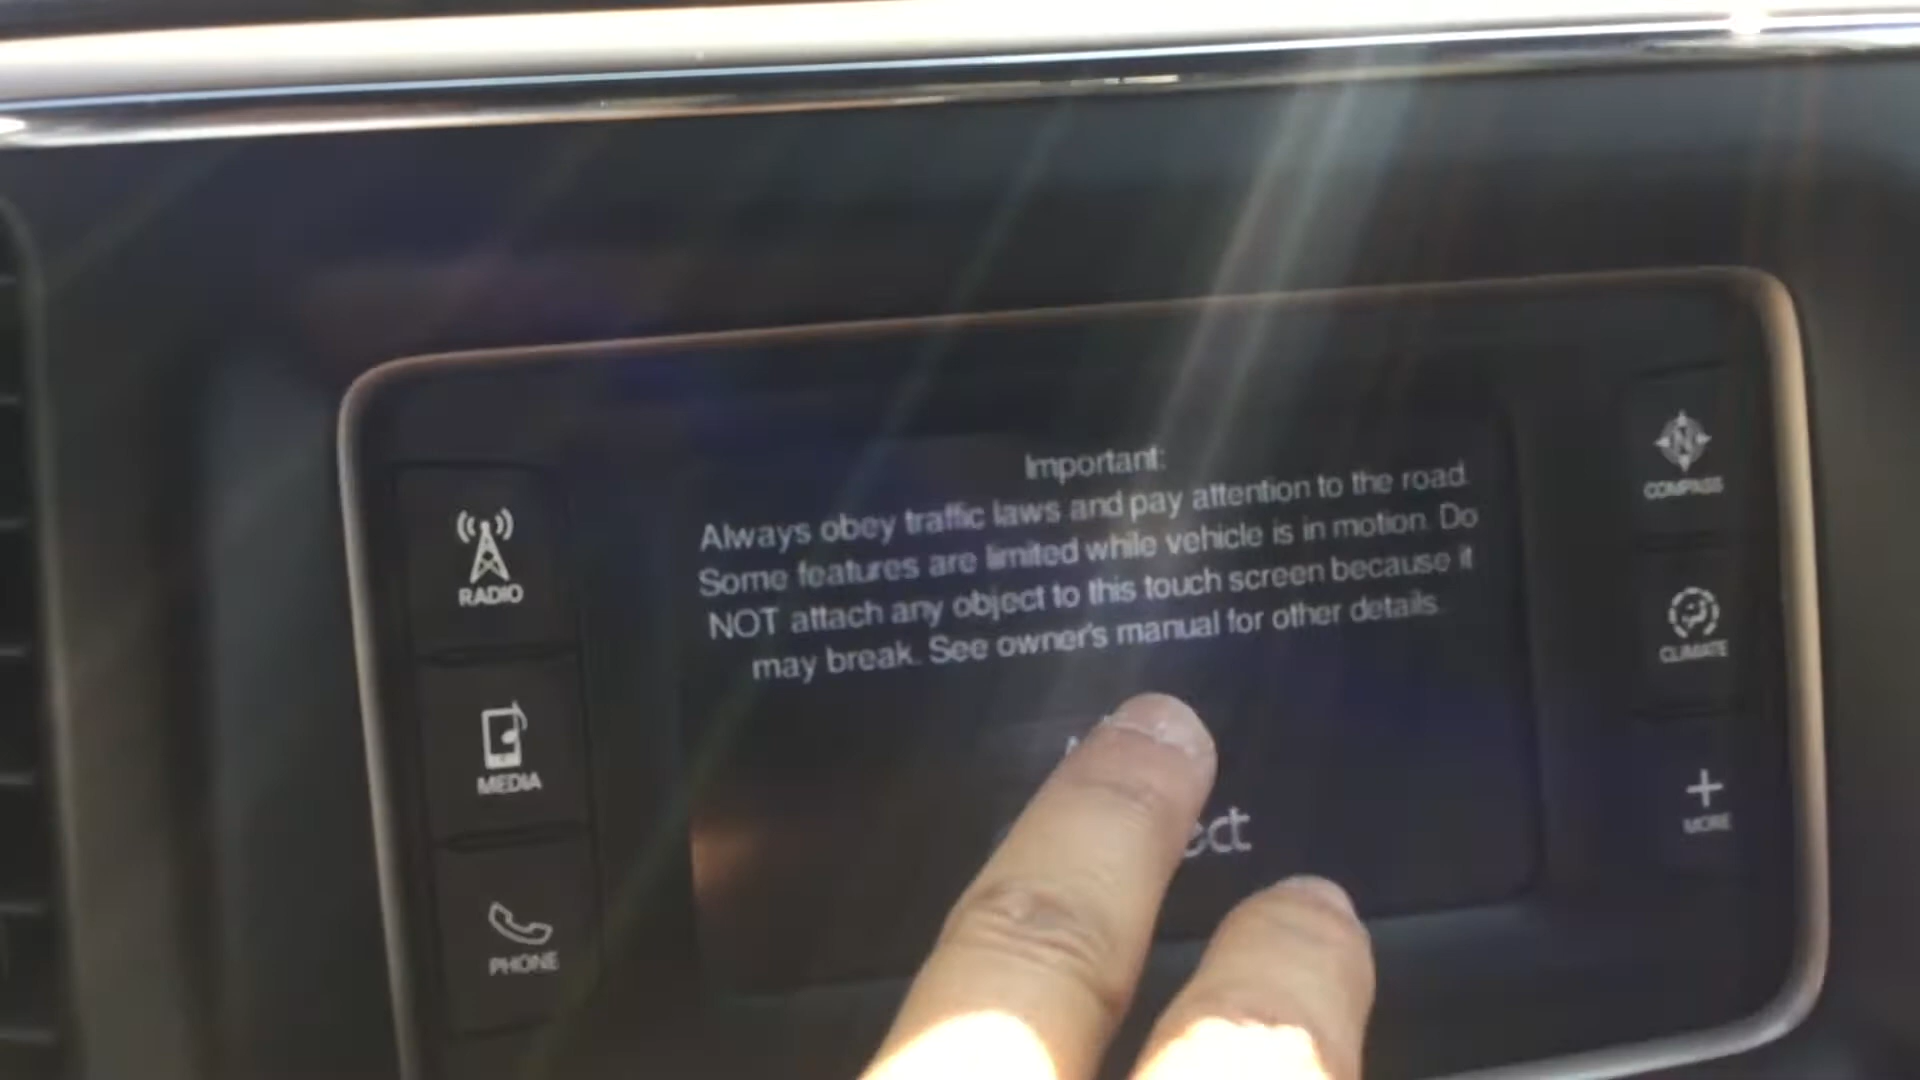 Important:
Always obey traffic laws and pay attention to the road.
Some features are limited while vehicle is in motion. Do
NOT attach any object to this touch screen because it
may break. See owner's manual for other details.
ect
RADIO
MEDIA
PHONE
N
COMPASS
CLIMATE
MORE